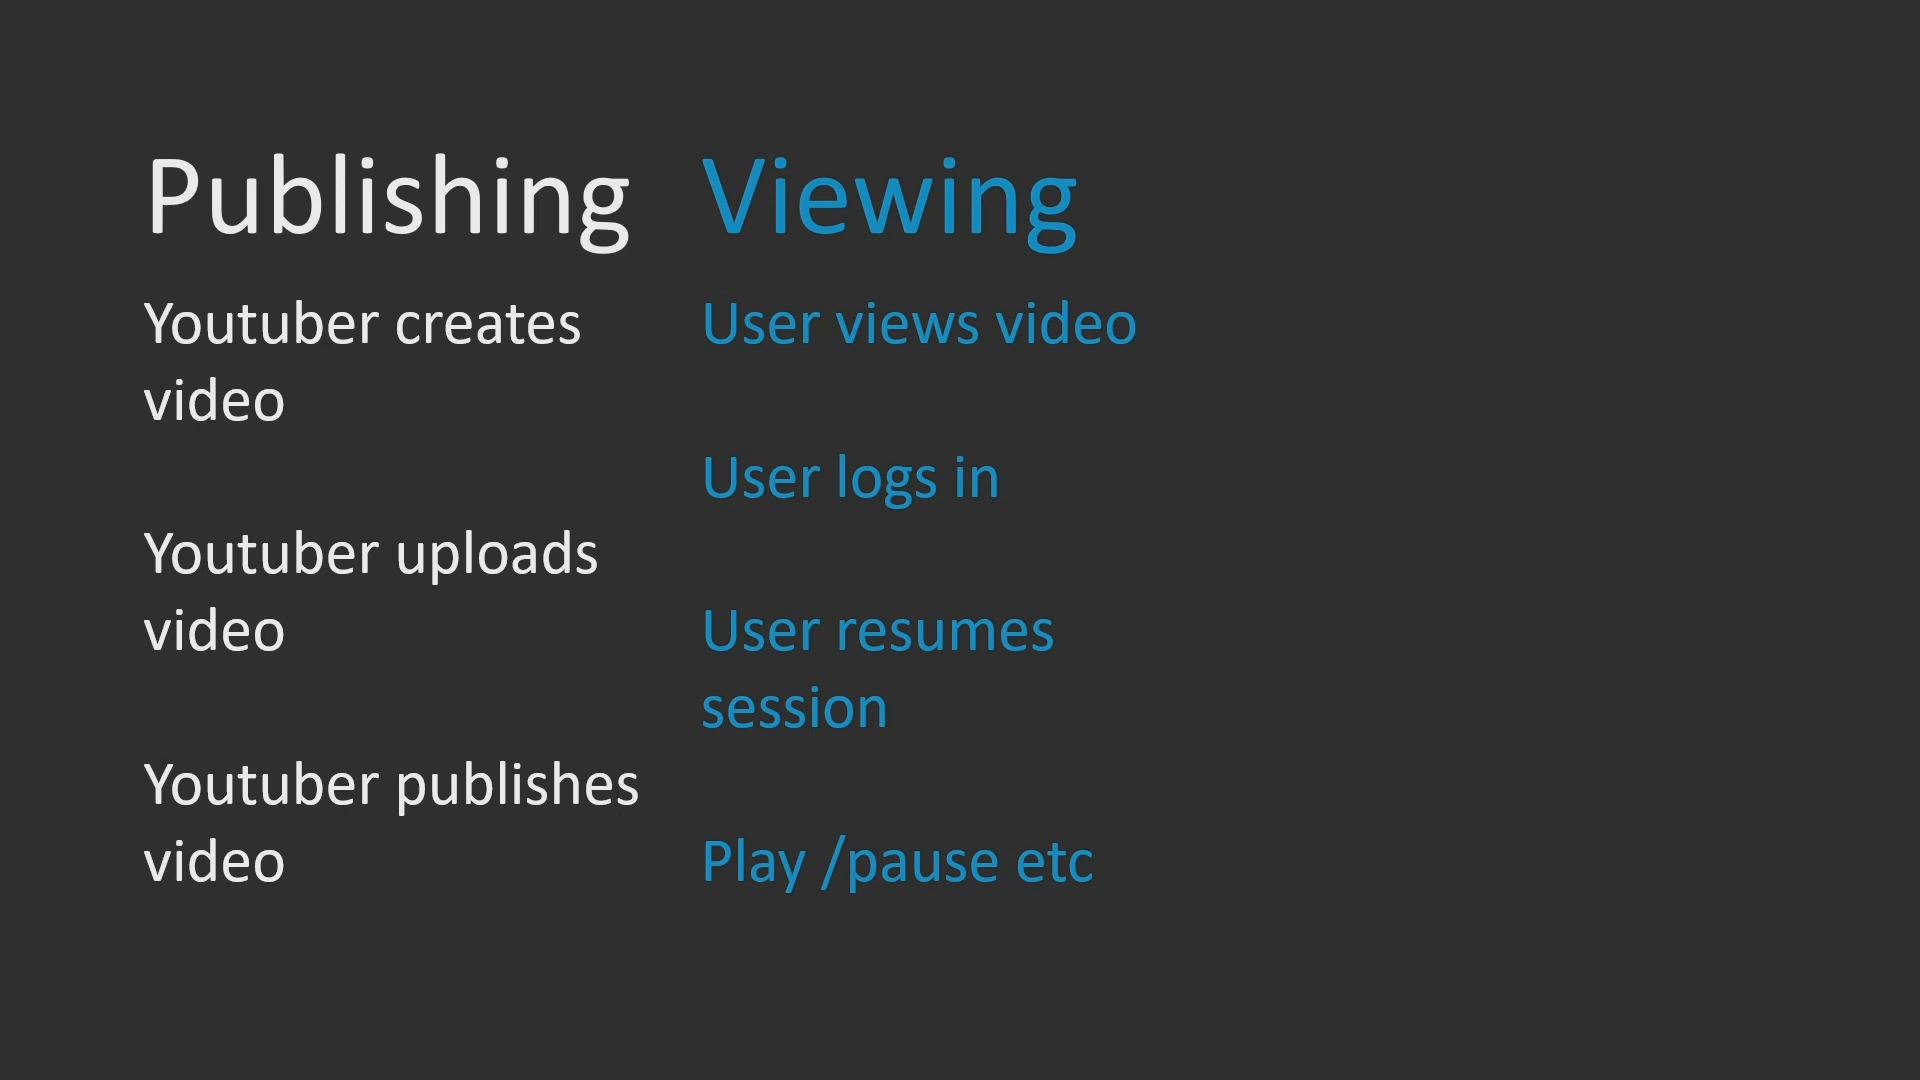 Publishing
Youtuber creates
video
Youtuber uploads
video
Youtuber publishes
video
Viewing
User views video
User logs in
User resumes
session
Play /pause etc